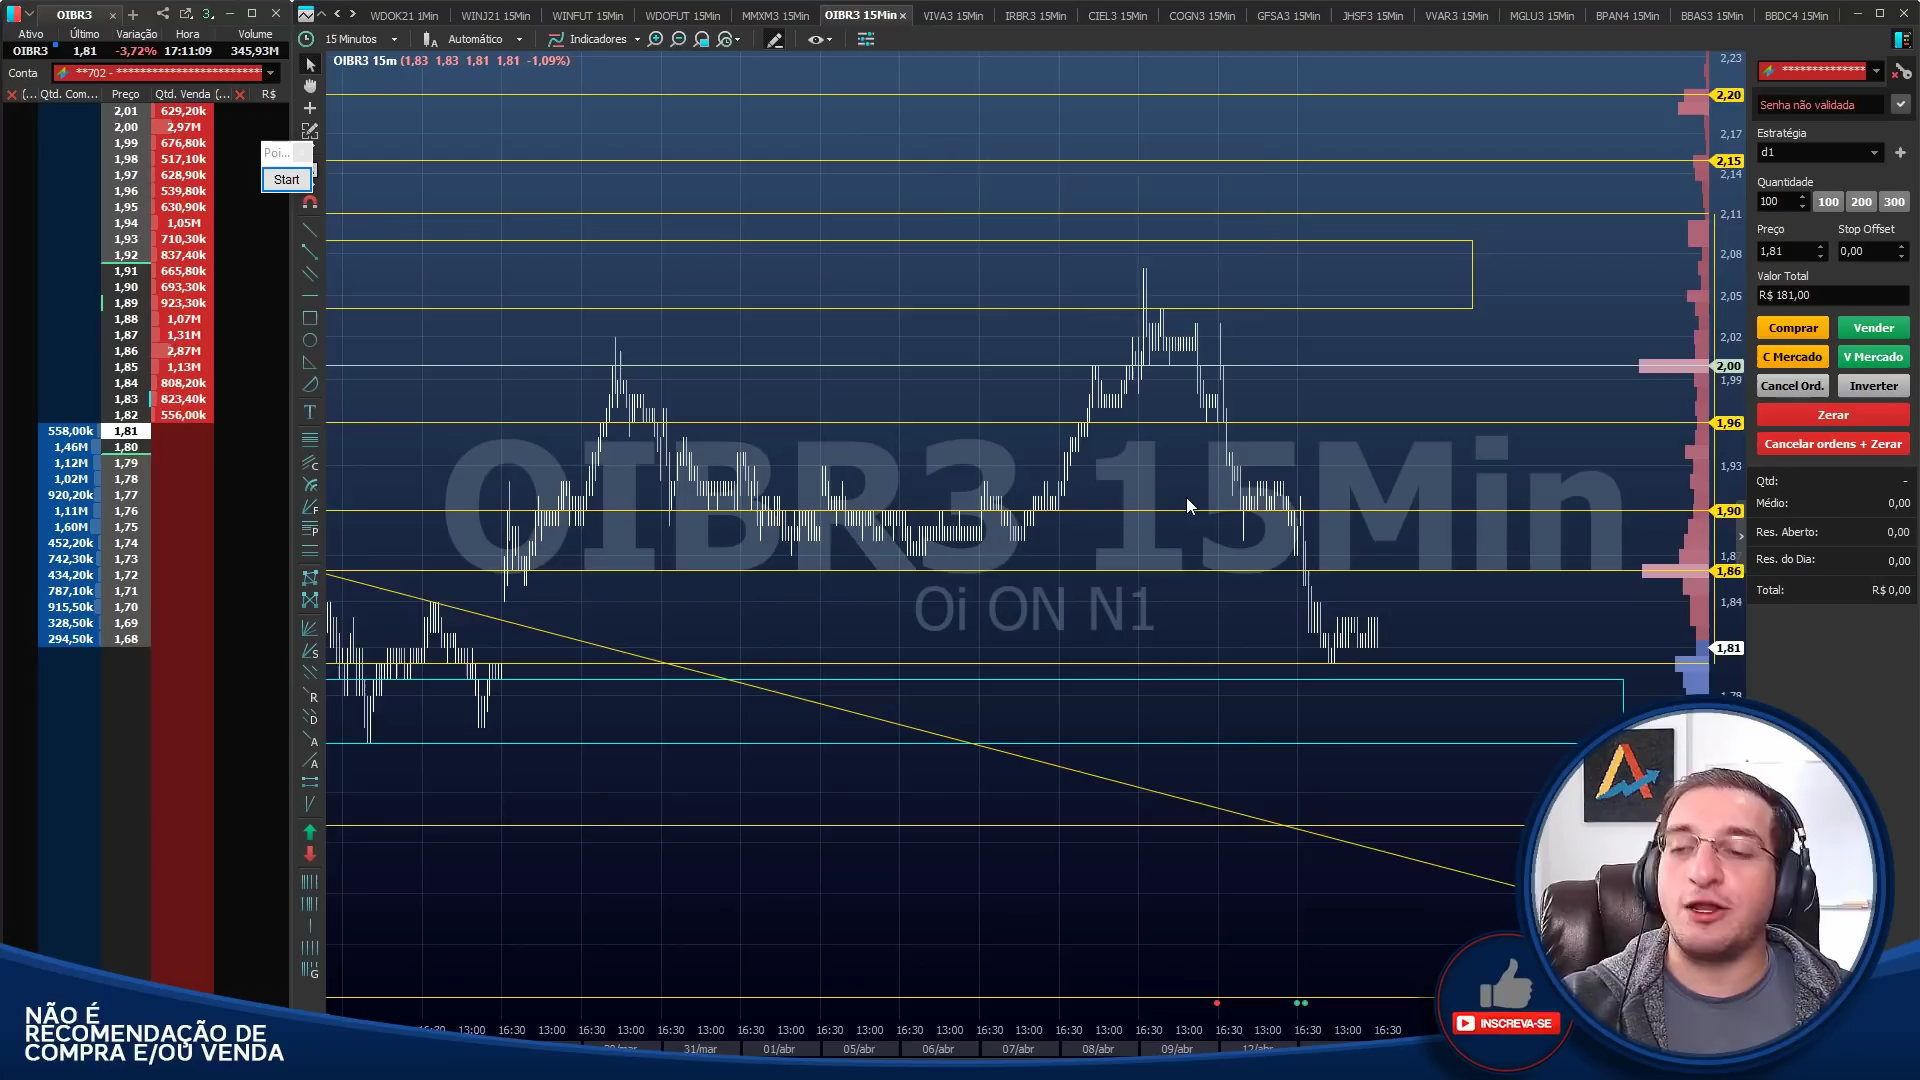 OIBR3
WDOK21 1Min
WINJ21 15Min
WINFUT 15Min
WDOFUT 15Min
MMXM3 15Min
OIBR3 15Min
VIVA3 15Min
IRBR3 15Min
CIEL3 15Min
COGN3 15Min
GFSA3 15Min
JHSF3 15Min
VVAR3 15Min
MGLU3 15Min
BPAN4 15Min
BBAS3 15Min
BBDC4 15Min
Ativo Último Variação Hora Volume
OIBR3 1,81 -3,72% 17:11:09 345,93M
Conta **702 - **************************
(... Qtd. Com... Preço Qtd. Venda (... R$
2,01 629,20k
2,00 2,97M
1,99 676,80k
1,98 517,10k
1,97 628,90k
1,96 539,80k
1,95 630,90k
1,94 1,05M
1,93 710,30k
1,92 837,40k
1,91 665,80k
1,90 693,30k
1,89 923,30k
1,88 1,07M
1,87 1,31M
1,86 2,87M
1,85 1,13M
1,84 808,20k
1,83 823,40k
1,82 556,00k
558,00k 1,81
1,46M 1,80
1,12M 1,79
1,02M 1,78
920,20k 1,77
1,11M 1,76
1,60M 1,75
452,20k 1,74
742,30k 1,73
434,20k 1,72
787,10k 1,71
915,50k 1,70
328,50k 1,69
294,50k 1,68
Poi...
Start
15 Minutos
Automático
Indicadores
OIBR3 15m (1,83 1,83 1,81 1,81 -1,09%)
OIBR3 15Min
Oi ON N1
2,23
2,20
2,17
2,15
2,14
2,11
2,08
2,05
2,02
2,00
1,99
1,96
1,93
1,90
1,86
1,84
1,81
1,78
16:30 13:00 16:30 13:00 16:30 13:00 16:30 13:00 16:30 13:00 16:30 13:00 16:30 13:00 16:30 13:00 16:30 13:00 16:30 13:00 16:30 13:00 16:30 13:00 16:30
30/mar 31/mar 01/abr 05/abr 06/abr 07/abr 08/abr 09/abr 12/abr
***************
Senha não validada
Estratégia
d1
Quantidade
100 100 200 300
Preço Stop Offset
1,81 0,00
Valor Total
R$ 181,00
Comprar Vender
C Mercado V Mercado
Cancel Ord. Inverter
Zerar
Cancelar ordens + Zerar
Qtd: -
Médio: 0,00
Res. Aberto: 0,00
Res. do Dia: 0,00
Total: R$ 0,00
NÃO É
RECOMENDAÇÃO DE
COMPRA E/OU VENDA
INSCREVA-SE